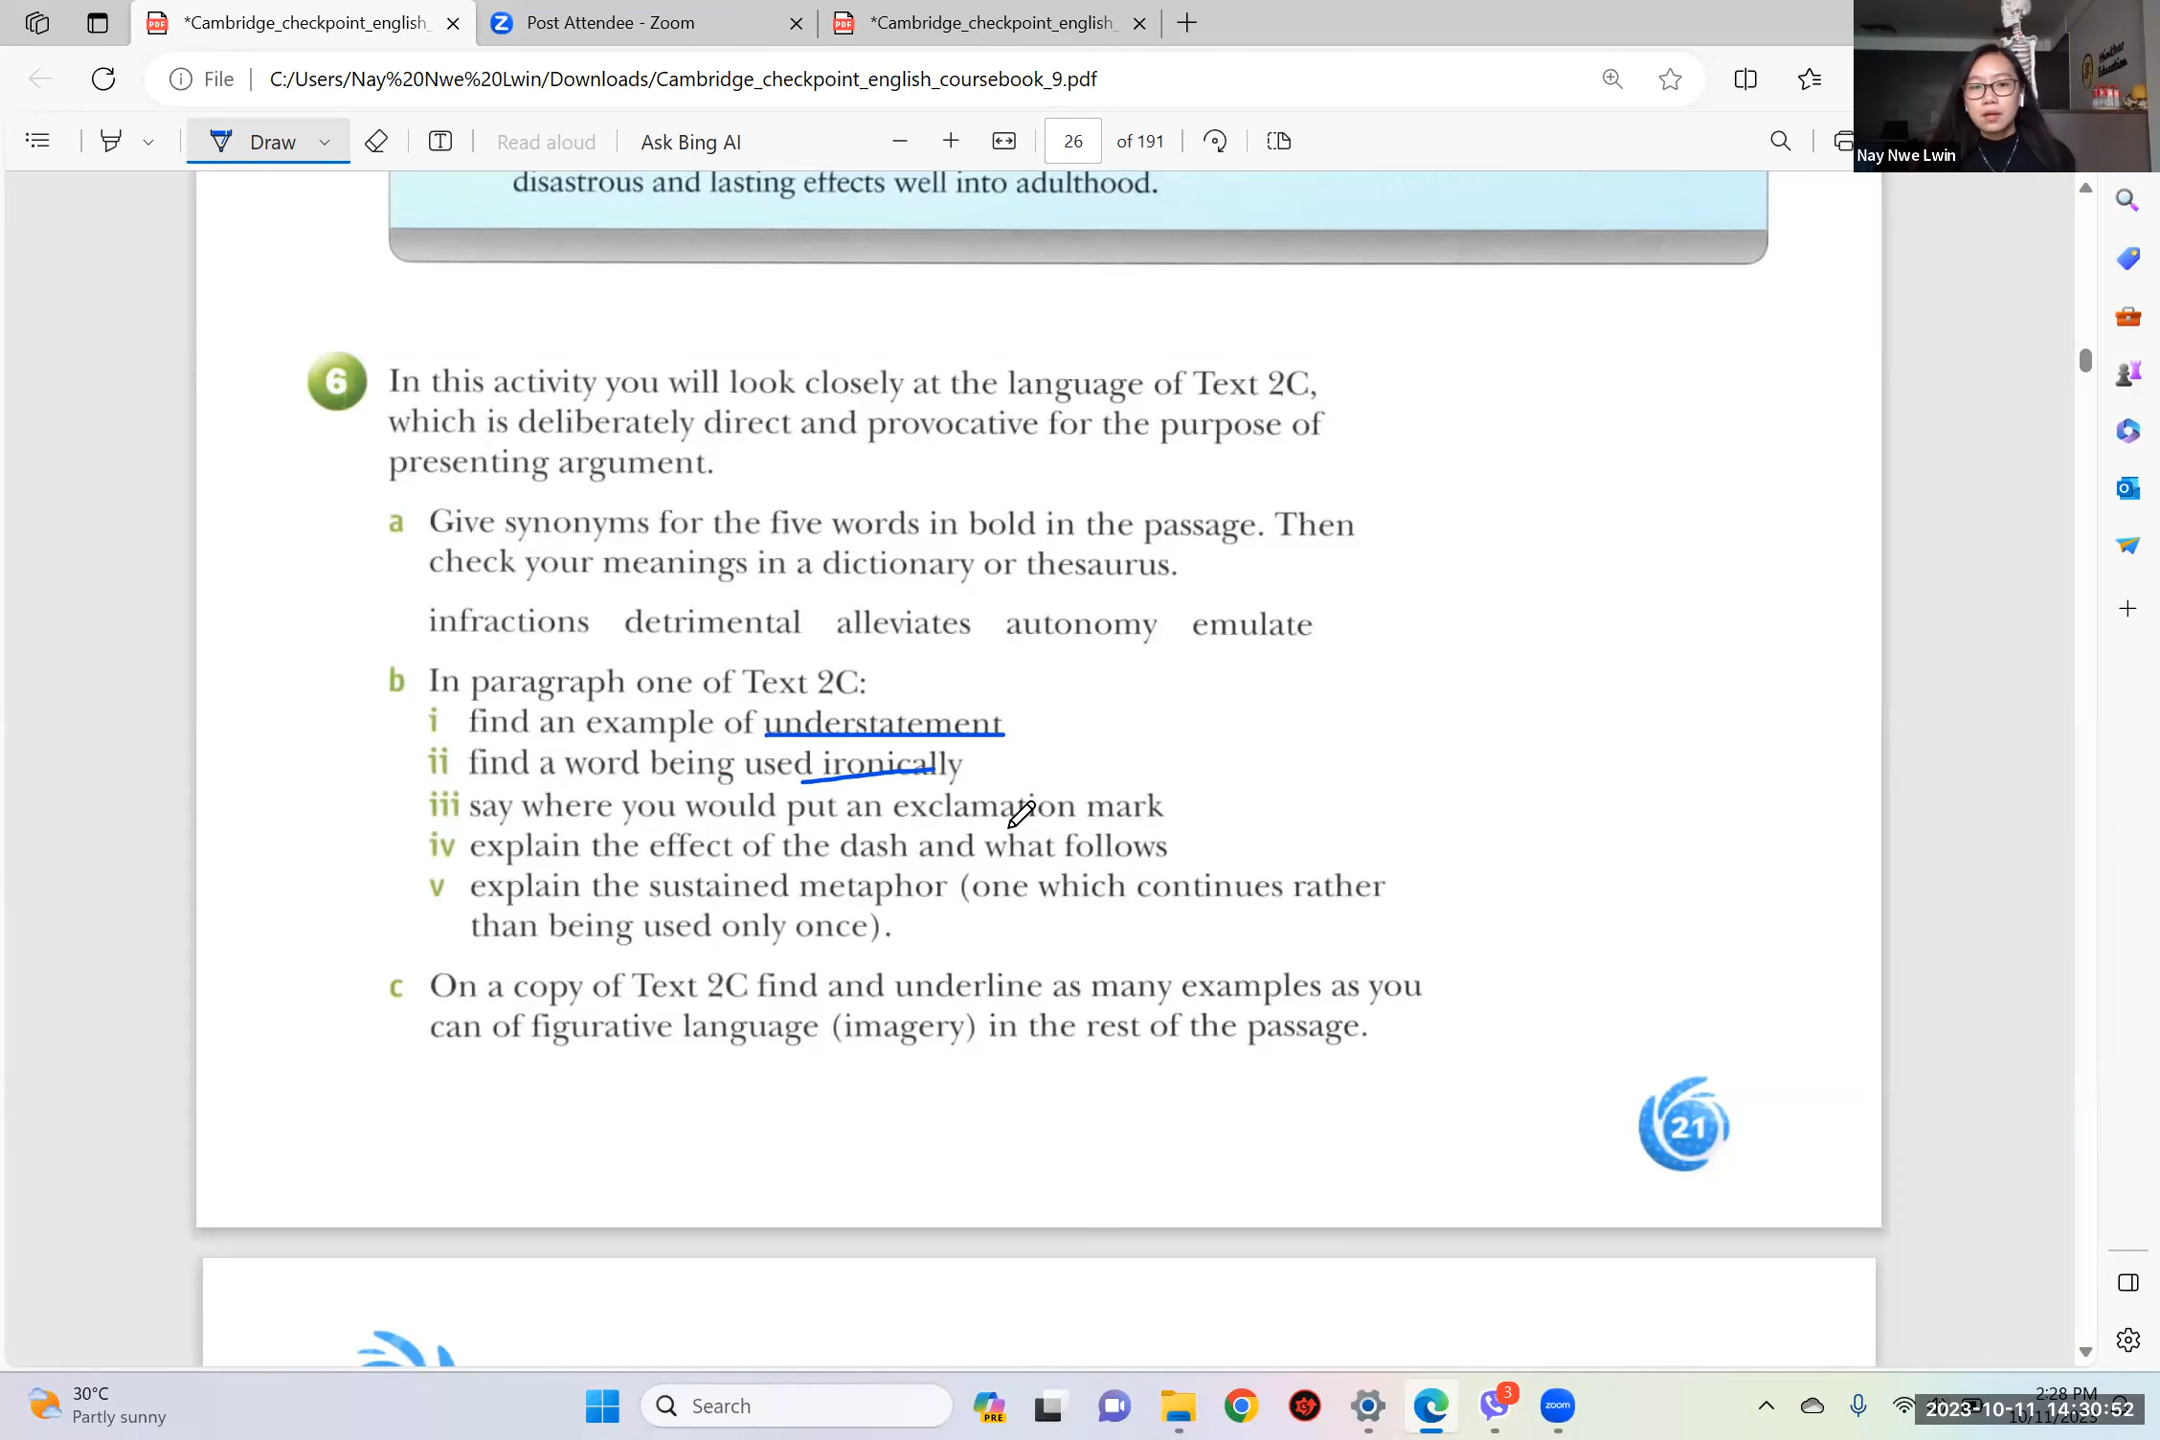 *Cambridge_checkpoint_english_
Post Attendee - Zoom
*Cambridge_checkpoint_english_
File
C:/Users/Nay%20Nwe%20Lwin/Downloads/Cambridge_checkpoint_english_coursebook_9.pdf
Draw
Read aloud
Ask Bing AI
26
of 191
Nay Nwe Lwin
Hinthar
Education
disastrous and lasting effects well into adulthood.
6 In this activity you will look closely at the language of Text 2C,
which is deliberately direct and provocative for the purpose of
presenting argument.
a Give synonyms for the five words in bold in the passage. Then
check your meanings in a dictionary or thesaurus.
infractions detrimental alleviates autonomy emulate
b In paragraph one of Text 2C:
i find an example of understatement
ii find a word being used ironically
iii say where you would put an exclamation mark
iv explain the effect of the dash and what follows
v explain the sustained metaphor (one which continues rather
than being used only once).
c On a copy of Text 2C find and underline as many examples as you
can of figurative language (imagery) in the rest of the passage.
21
30°C
Partly sunny
Search
PRE
3
zoom
2:28 PM
2023-10-11 14:30:52
10/11/2023